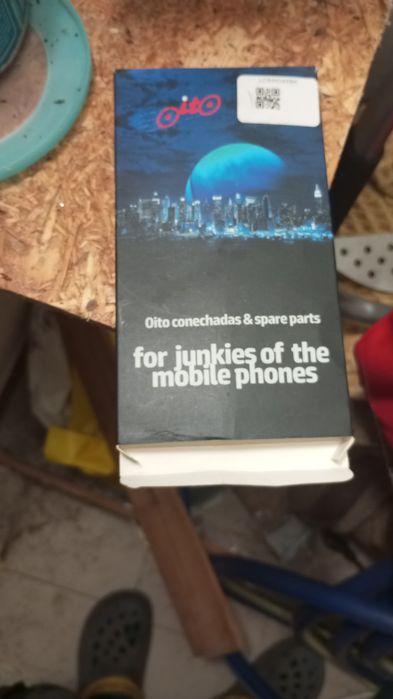 oito
Oito conechadas & spare parts
for junkies of the
mobile phones